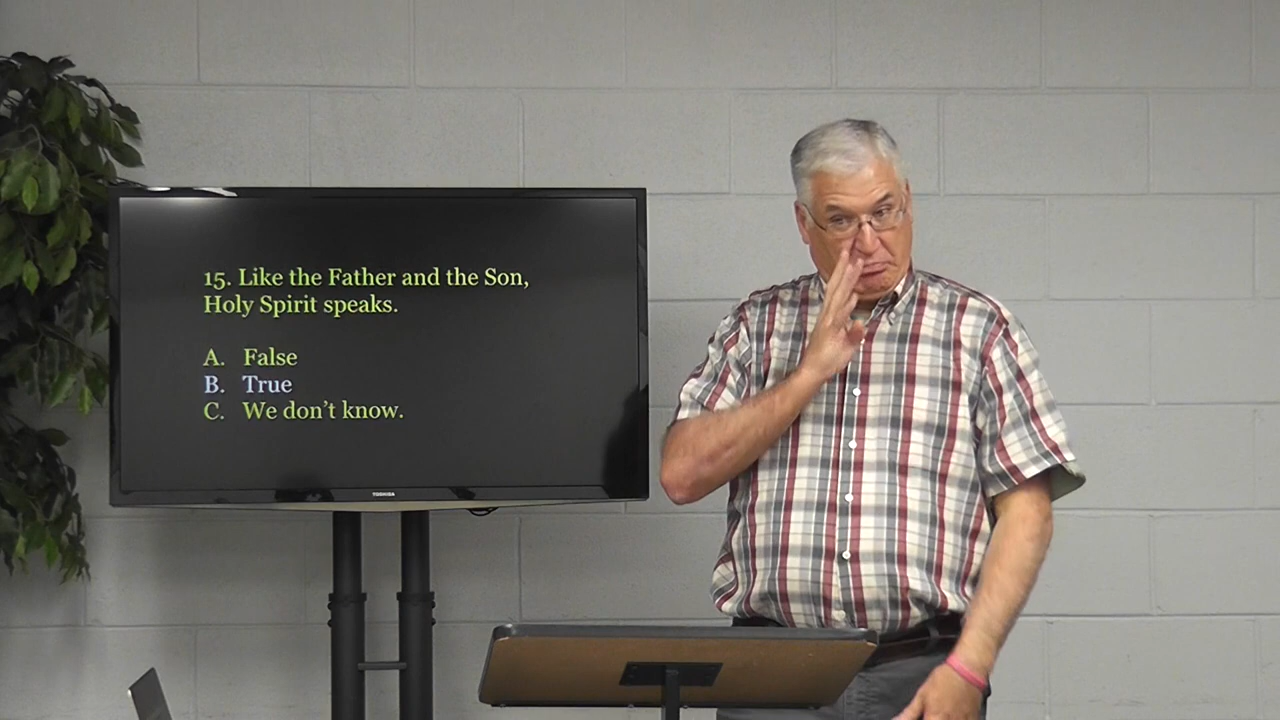 15. Like the Father and the Son,
Holy Spirit speaks.
A. False
B. True
C. We don't know.
TOSHIBA